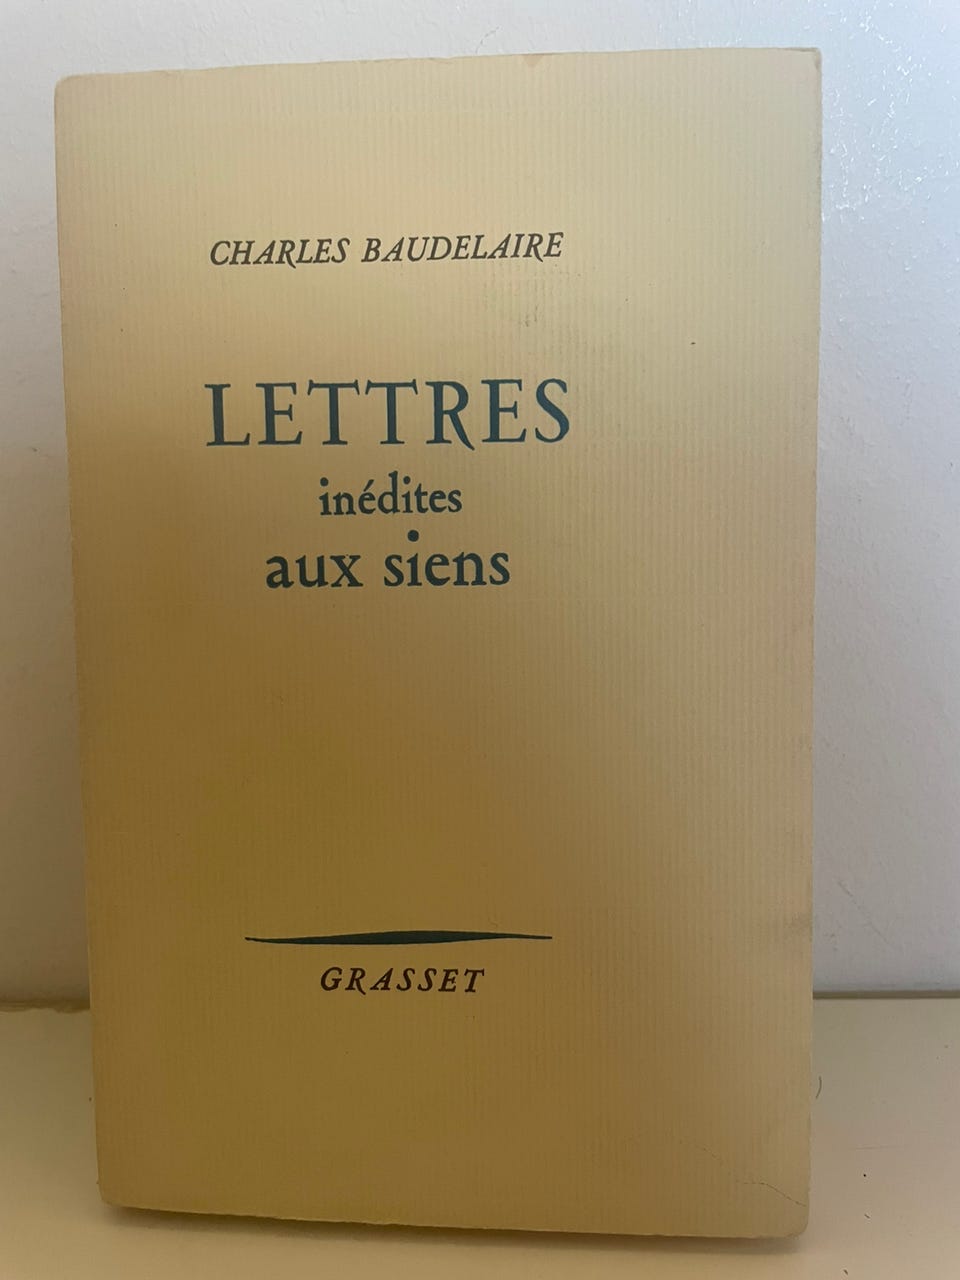 CHARLES BAUDELAIRE
LETTRES
inédites
aux siens
GRASSET